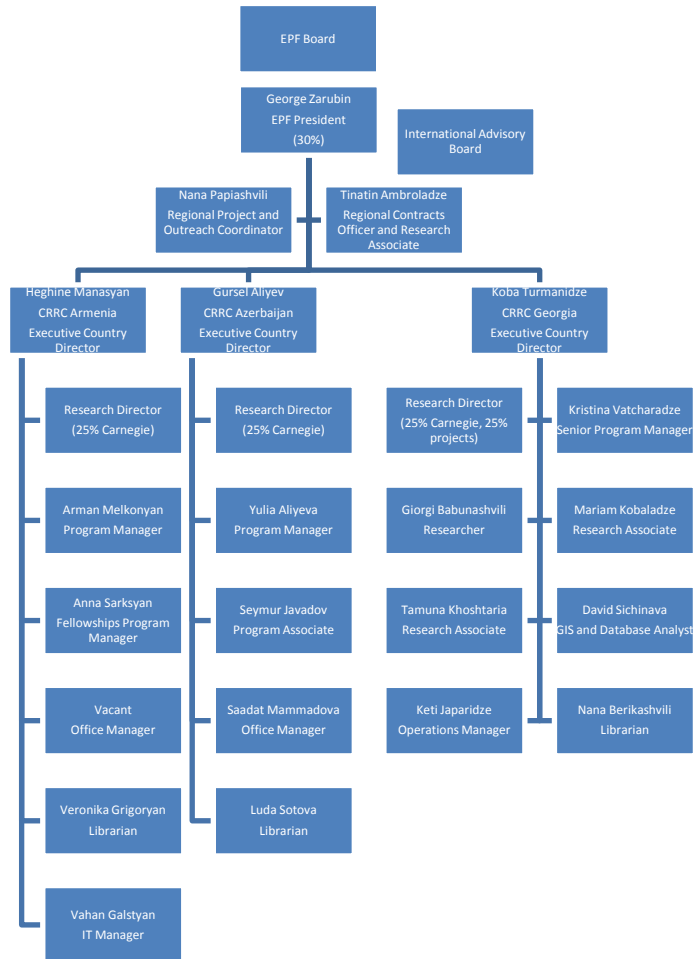 EPF Board
George Zarubin
EPF President
(30%)
International Advisory
Board
Nana Papiashvili
Regional Project and
Outreach Coordinator
Tinatin Ambroladze
Regional Contracts
Officer and Research
Associate
Heghine Manasyan
CRRC Armenia
Executive Country
Director
Gursel Aliyev
CRRC Azerbaijan
Executive Country
Director
Koba Turmanidze
CRRC Georgia
Executive Country
Director
Research Director
(25% Carnegie)
Research Director
(25% Carnegie)
Research Director
(25% Carnegie, 25%
projects)
Kristina Vatcharadze
Senior Program Manager
Arman Melkonyan
Program Manager
Yulia Aliyeva
Program Manager
Giorgi Babunashvili
Researcher
Mariam Kobaladze
Research Associate
Anna Sarksyan
Fellowships Program
Manager
Seymur Javadov
Program Associate
Tamuna Khoshtaria
Research Associate
David Sichinava
GIS and Database Analyst
Vacant
Office Manager
Saadat Mammadova
Office Manager
Keti Japaridze
Operations Manager
Nana Berikashvili
Librarian
Veronika Grigoryan
Librarian
Luda Sotova
Librarian
Vahan Galstyan
IT Manager